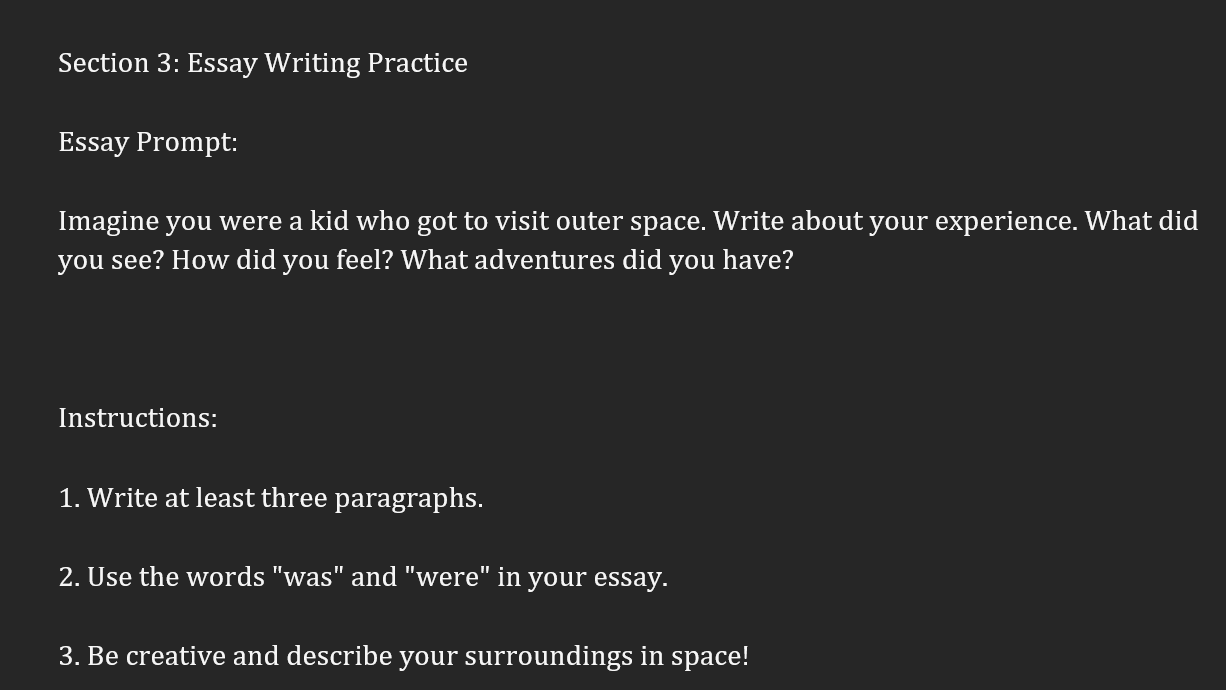 Section 3: Essay Writing Practice
Essay Prompt:
Imagine you were a kid who got to visit outer space. Write about your experience. What did
you see? How did you feel? What adventures did you have?
Instructions:
1. Write at least three paragraphs.
2. Use the words "was" and "were" in your essay.
3. Be creative and describe your surroundings in space!